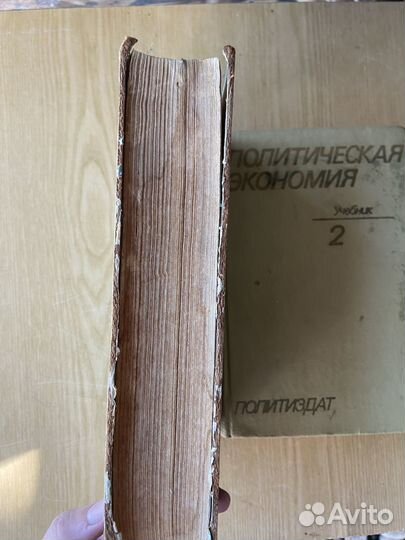 ПОЛИТИЧЕСКАЯ
ЭКОНОМИЯ
Учебник
2
ПОЛИТИЗДАТ
Avito